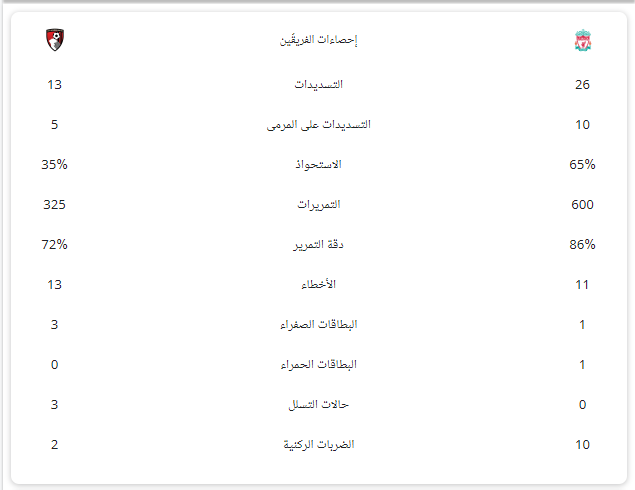 إحصاءات الفريقَين
26 التسديدات 13
10 التسديدات على المرمى 5
65% الاستحواذ 35%
600 التمريرات 325
86% دقة التمرير 72%
11 الأخطاء 13
1 البطاقات الصفراء 3
1 البطاقات الحمراء 0
0 حالات التسلل 3
10 الضربات الركنية 2